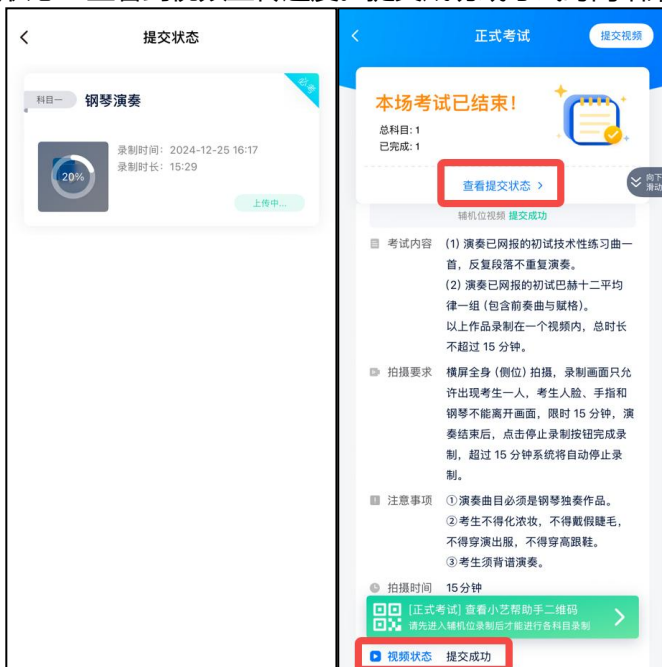 提交状态
必考
科目一 钢琴演奏
录制时间: 2024-12-25 16:17
录制时长: 15:29
20%
上传中...
正式考试
提交视频
本场考试已结束!
总科目: 1
已完成: 1
查看提交状态 >
向下
滑动
辅机位视频 提交成功
考试内容 (1) 演奏已网报的初试技术性练习曲一
首，反复段落不重复演奏。
(2) 演奏已网报的初试巴赫十二平均
律一组 (包含前奏曲与赋格)。
以上作品录制在一个视频内，总时长
不超过 15 分钟。
拍摄要求 横屏全身 (侧位) 拍摄，录制画面只允
许出现考生一人，考生人脸、手指和
钢琴不能离开画面，限时 15 分钟，演
奏结束后，点击停止录制按钮完成录
制，超过 15 分钟系统将自动停止录
制。
注意事项 ①演奏曲目必须是钢琴独奏作品。
②考生不得化浓妆，不得戴假睫毛，
不得穿演出服，不得穿高跟鞋。
③考生须背谱演奏。
拍摄时间 15分钟
[正式考试] 查看小艺帮助手二维码
请先进入辅机位录制后才能进行各科目录制
视频状态 提交成功